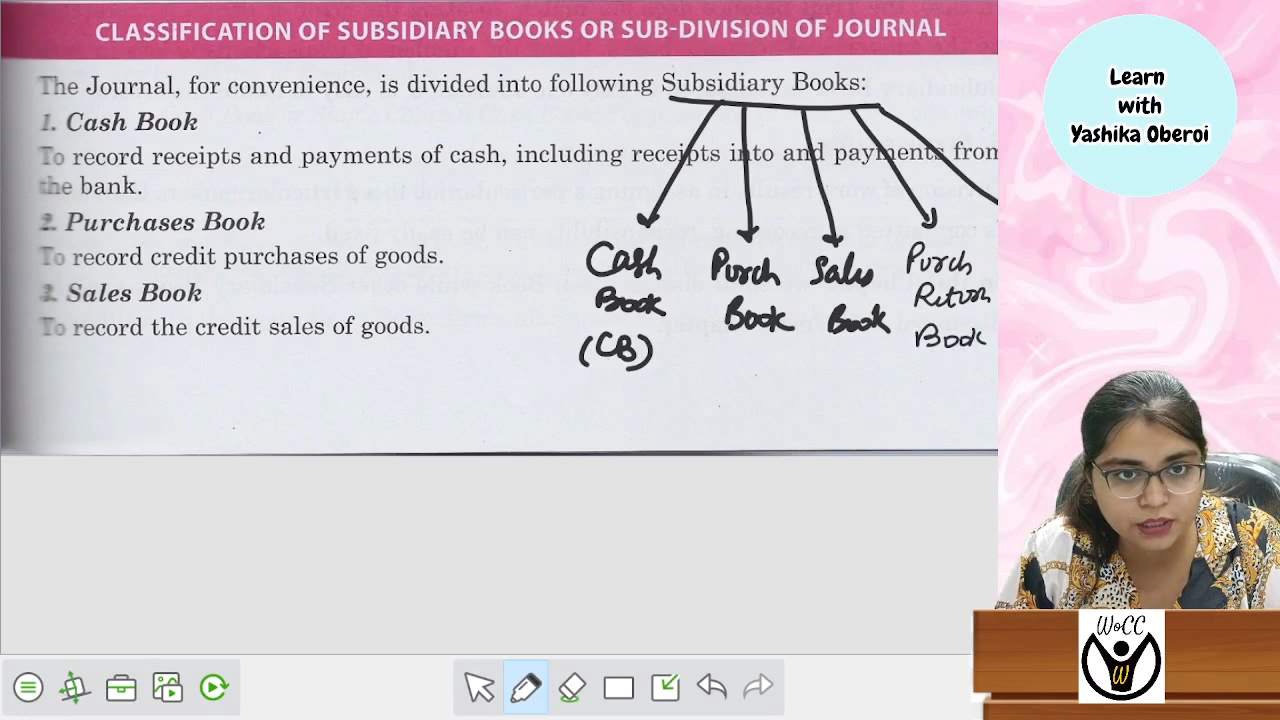 CLASSIFICATION OF SUBSIDIARY BOOKS OR SUB-DIVISION OF JOURNAL
The Journal, for convenience, is divided into following Subsidiary Books:
1. Cash Book
To record receipts and payments of cash, including receipts into and payments from
the bank.
2. Purchases Book
To record credit purchases of goods.
3. Sales Book
To record the credit sales of goods.
Cash
Book
(CB)
Purch
Book
Sales
Book
Purch
Return
Book
Learn
with
Yashika Oberoi
WoCC
W